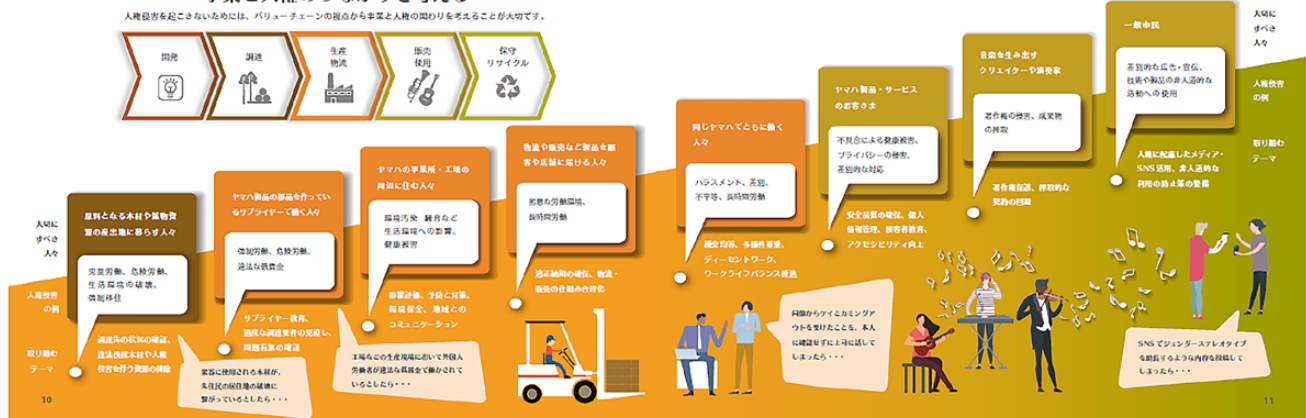 事業と人権のつながりを考える
人権侵害を起こさないためには、バリューチェーンの視点から事業と人権の関わりを考えることが大切です。
開発
調達
生産
物流
販売
使用
保守
リサイクル
大切に
すべき
人々
人権侵害
の例
取り組む
テーマ
原料となる木材や鉱物資
源の産出地に暮らす人々
児童労働、危険労働、
生活環境の破壊、
強制移住
調達先の状況の確認、
違法伐採木材や人権
侵害を伴う資源の排除
ヤマハ製品の部品を作ってい
るサプライヤーで働く人々
強制労働、危険労働、
違法な低賃金
サプライヤー教育、
過度な調達要件の見直し、
問題有無の確認
楽器に使用される木材が、
先住民の居住地の破壊に
繋がっているとしたら・・・
ヤマハの事業所・工場の
周辺に住む人々
環境汚染 騒音など
生活環境への影響、
健康被害
影響評価、予防と対策、
環境保全、地域との
コミュニケーション
工場などの生産現場において外国人
労働者が違法な低賃金で働かされて
いるとしたら・・・
物流や販売など製品を顧
客や店舗に届ける人々
劣悪な労働環境、
長時間労働
適正納期の確保、物流・
販売の仕組み合理化
同じヤマハでともに働く
人々
ハラスメント、差別、
不平等、長時間労働
機会均等、多様性尊重、
ディーセントワーク、
ワークライフバランス推進
同僚からゲイとカミングア
ウトを受けたことを、本人
に確認せずに上司に話して
しまったら・・・
ヤマハ製品・サービス
のお客さま
不具合による健康被害、
プライバシーの侵害、
差別的な対応
安全品質の確保、個人
情報管理、接客者教育、
アクセシビリティ向上
音楽を生み出す
クリエイターや演奏家
著作権の侵害、成果物
の搾取
著作権保護、搾取的な
契約の回避
一般市民
差別的な広告・宣伝、
技術や製品の非人道的な
活動への使用
人権に配慮したメディア・
SNS活用、非人道的な
利用の防止策の整備
SNSでジェンダーステレオタイプ
を助長するような内容を投稿して
しまったら・・・
大切に
すべき
人々
人権侵害
の例
取り組む
テーマ
10
11